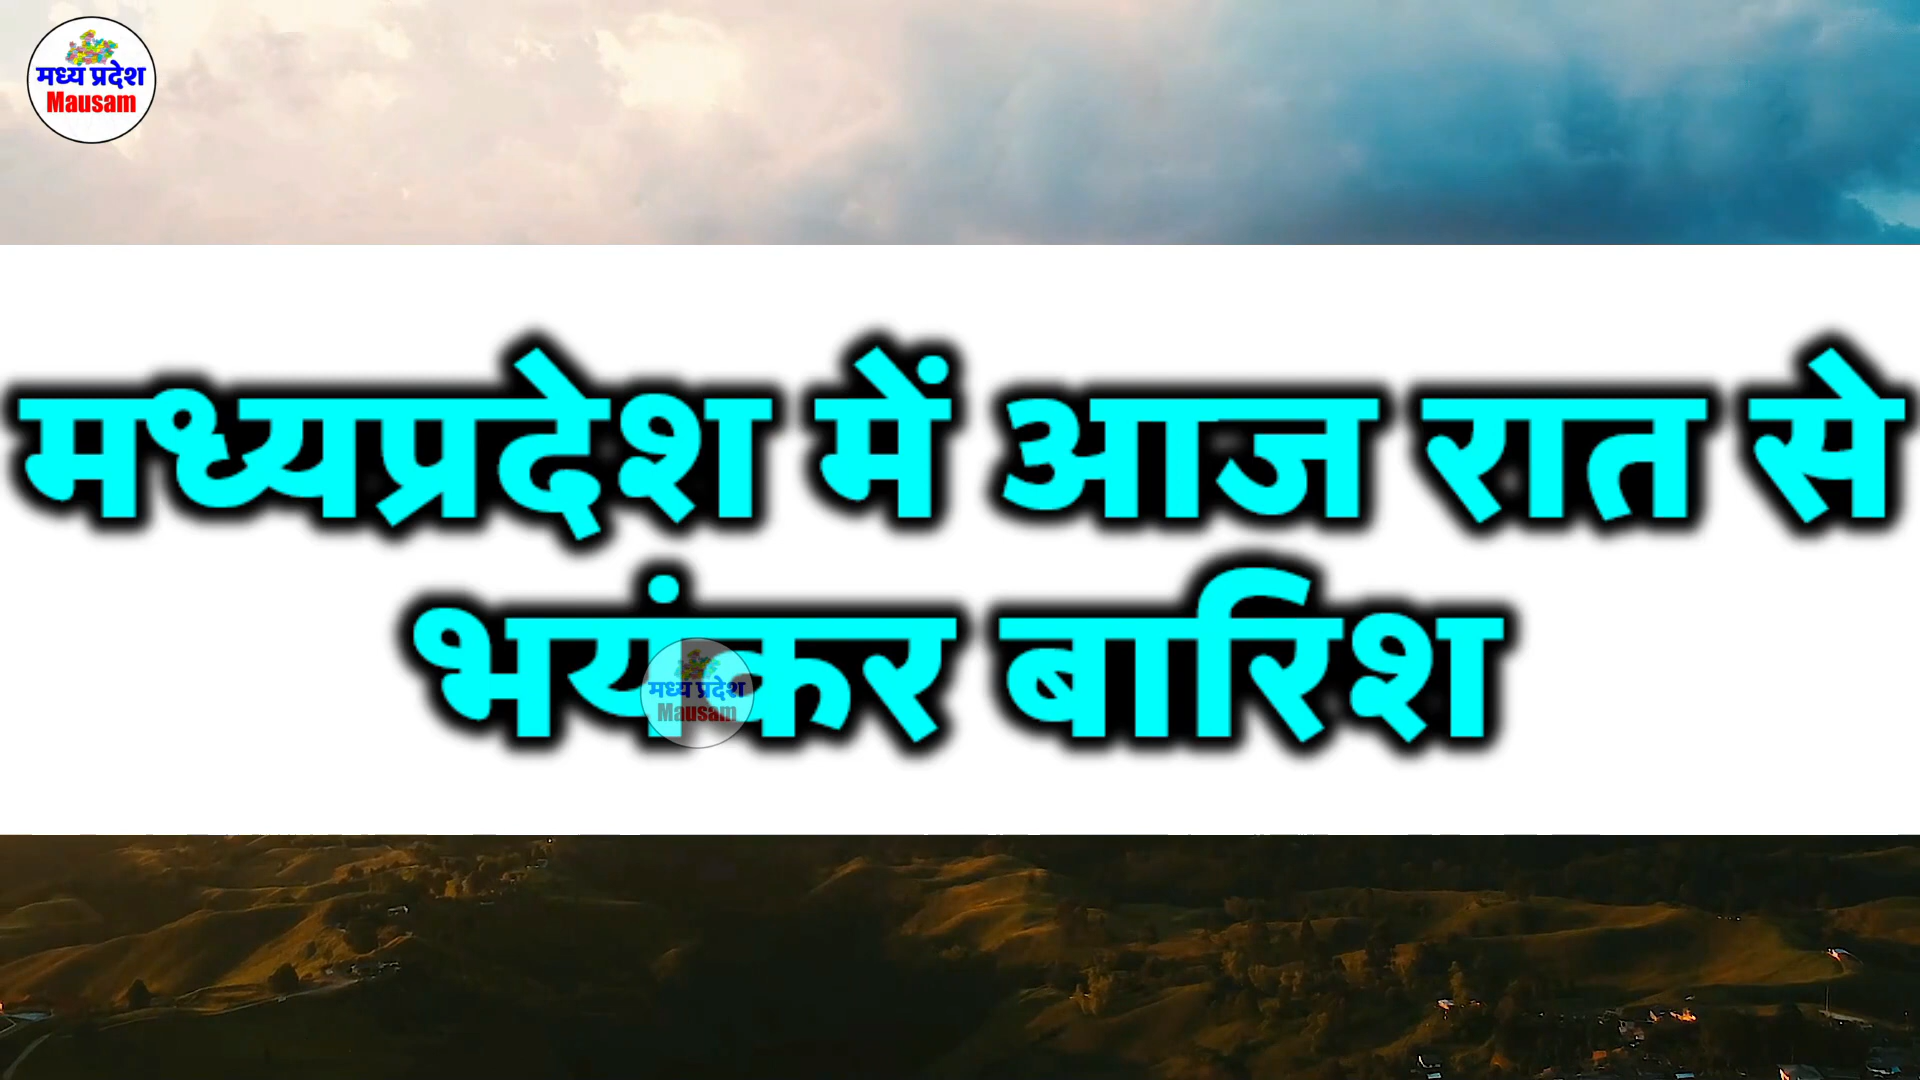 मध्य प्रदेश
Mausam
मध्यप्रदेश में आज रात से
भयंकर बारिश
मध्य प्रदेश
Mausam